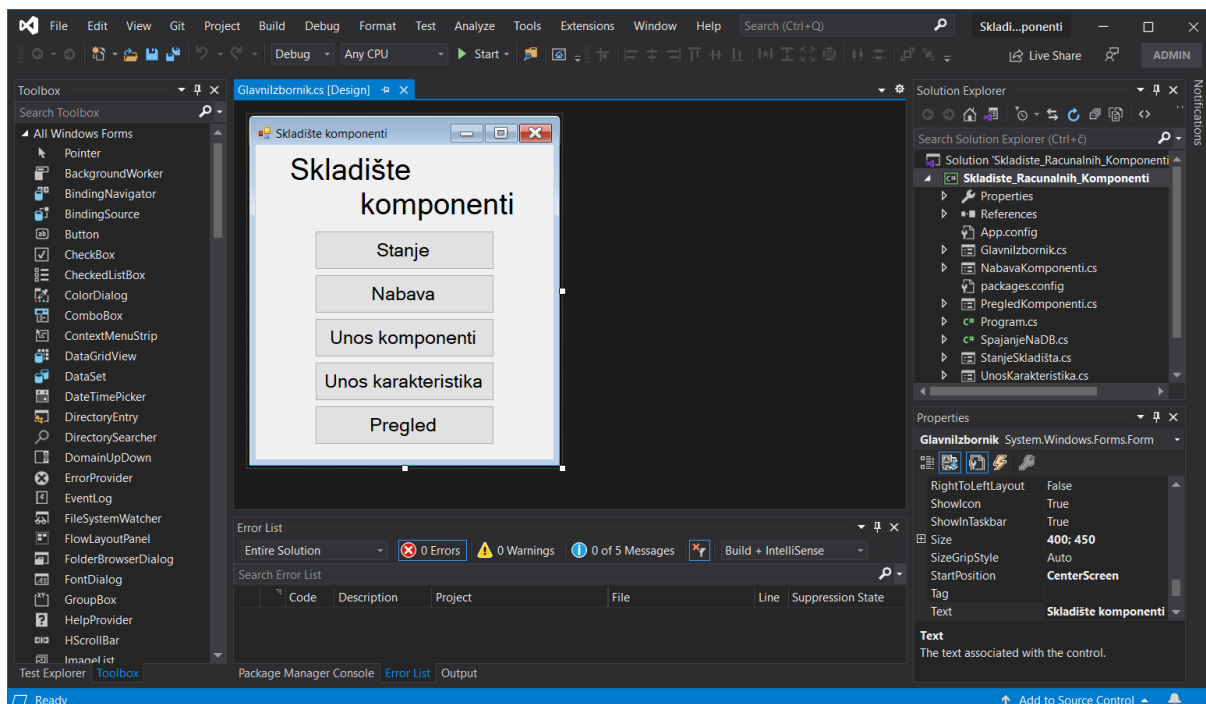 File Edit View Git Project Build Debug Format Test Analyze Tools Extensions Window Help Search (Ctrl+Q) Skladi...ponenti
Debug Any CPU Start Live Share ADMIN
Toolbox
Search Toolbox
All Windows Forms
Pointer
BackgroundWorker
BindingNavigator
BindingSource
Button
CheckBox
CheckedListBox
ColorDialog
ComboBox
ContextMenuStrip
DataGridView
DataSet
DateTimePicker
DirectoryEntry
DirectorySearcher
DomainUpDown
ErrorProvider
EventLog
FileSystemWatcher
FlowLayoutPanel
FolderBrowserDialog
FontDialog
GroupBox
HelpProvider
HScrollBar
ImageList
Test Explorer Toolbox
GlavniIzbornik.cs [Design]
Skladište komponenti
Skladište
komponenti
Stanje
Nabava
Unos komponenti
Unos karakteristika
Pregled
Error List
Entire Solution 0 Errors 0 Warnings 0 of 5 Messages Build + IntelliSense
Search Error List
Code Description Project File Line Suppression State
Package Manager Console Error List Output
Solution Explorer
Search Solution Explorer (Ctrl+č)
Solution 'Skladiste_Racunalnih_Komponenti
Skladiste_Racunalnih_Komponenti
Properties
References
App.config
GlavniIzbornik.cs
NabavaKomponenti.cs
packages.config
PregledKomponenti.cs
Program.cs
SpajanjeNaDB.cs
StanjeSkladišta.cs
UnosKarakteristika.cs
Properties
GlavniIzbornik System.Windows.Forms.Form
RightToLeftLayout False
ShowIcon True
ShowInTaskbar True
Size 400; 450
SizeGripStyle Auto
StartPosition CenterScreen
Tag
Text Skladište komponenti
Text
The text associated with the control.
Notifications
Ready Add to Source Control